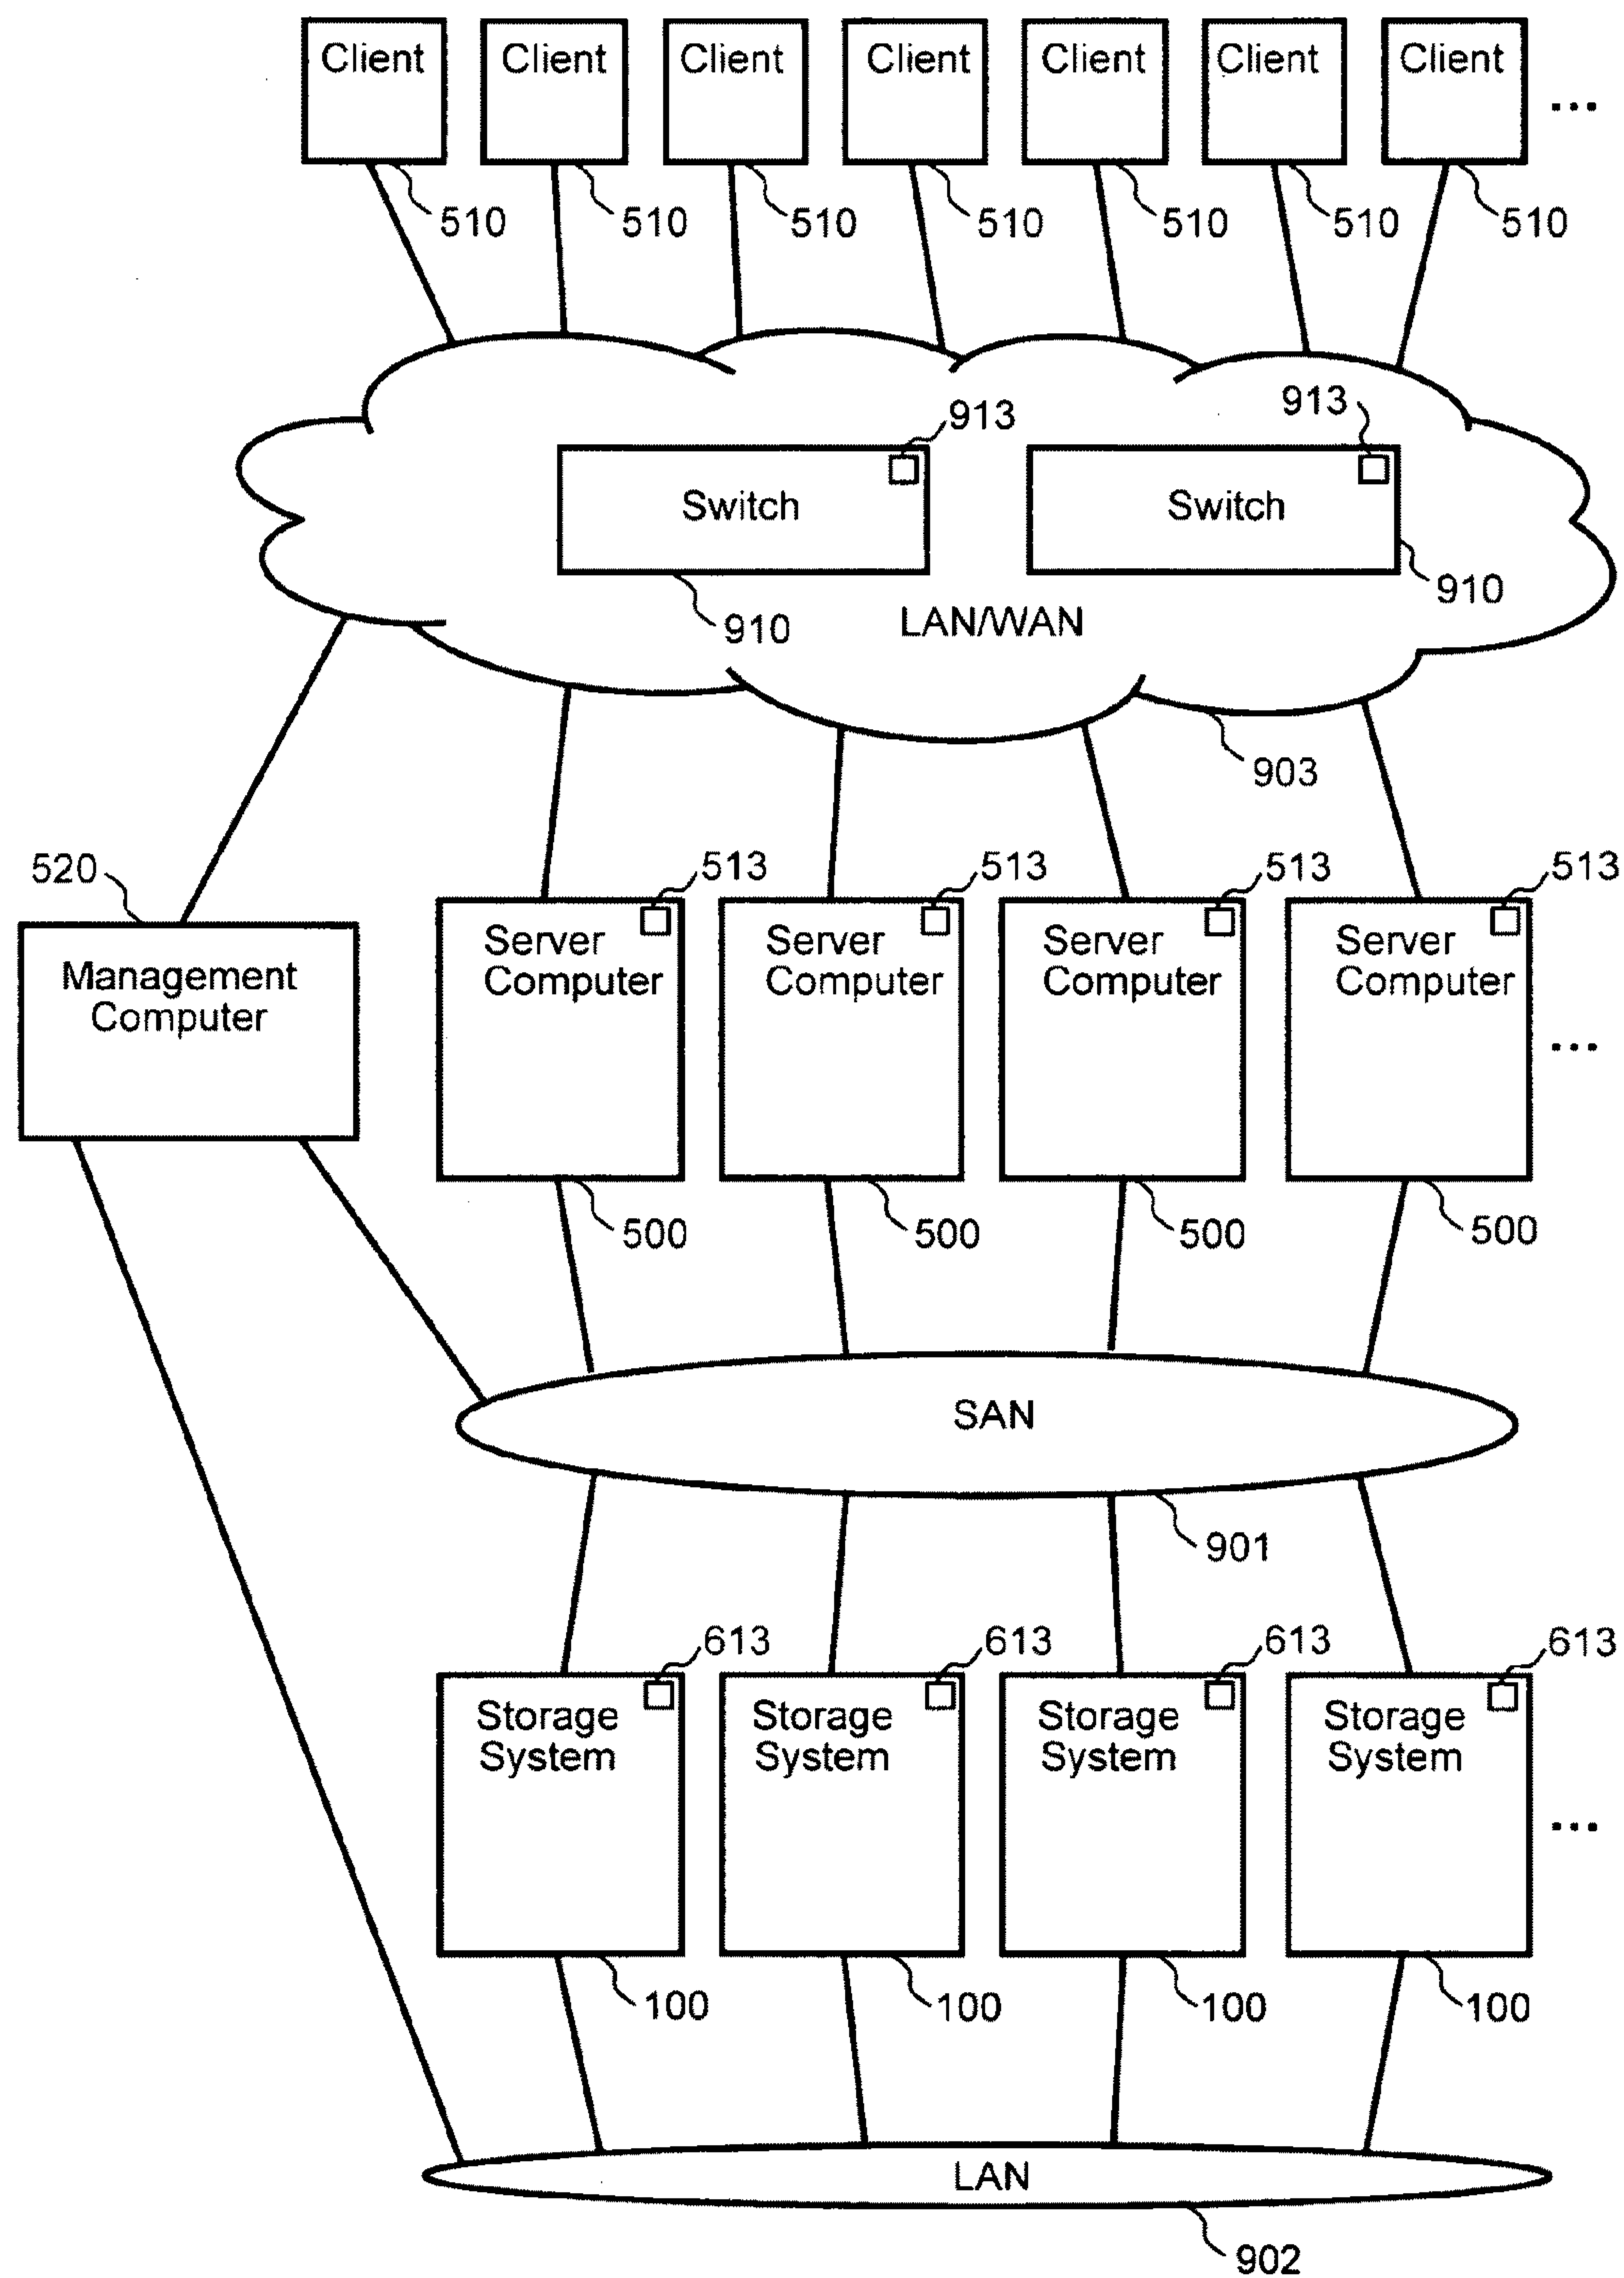 Client Client Client Client Client Client Client ...
510 510 510 510 510 510 510
913 913
Switch Switch
910 910
LAN/WAN
903
520 513 513 513 513
Management
Computer
Server
Computer
Server
Computer
Server
Computer
Server
Computer
...
500 500 500 500
SAN
901
613 613 613 613
Storage
System
Storage
System
Storage
System
Storage
System
...
100 100 100 100
LAN
902